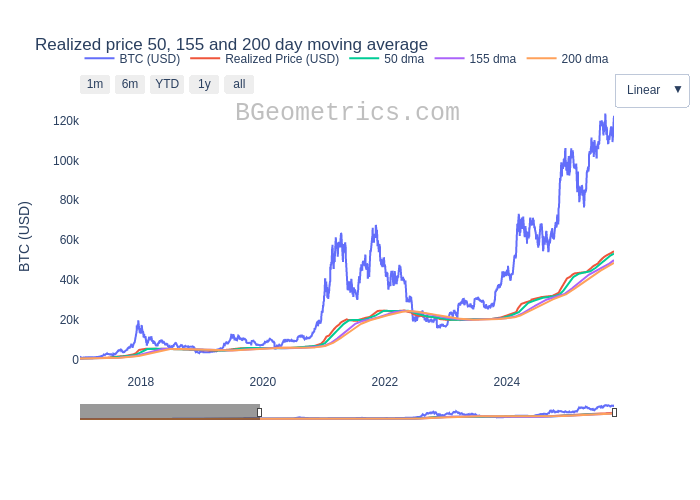 Realized price 50, 155 and 200 day moving average
BTC (USD) Realized Price (USD) 50 dma 155 dma 200 dma
1m 6m YTD 1y all
Linear ▼
BGeometrics.com
120k
100k
80k
60k
40k
20k
0
BTC (USD)
2018 2020 2022 2024